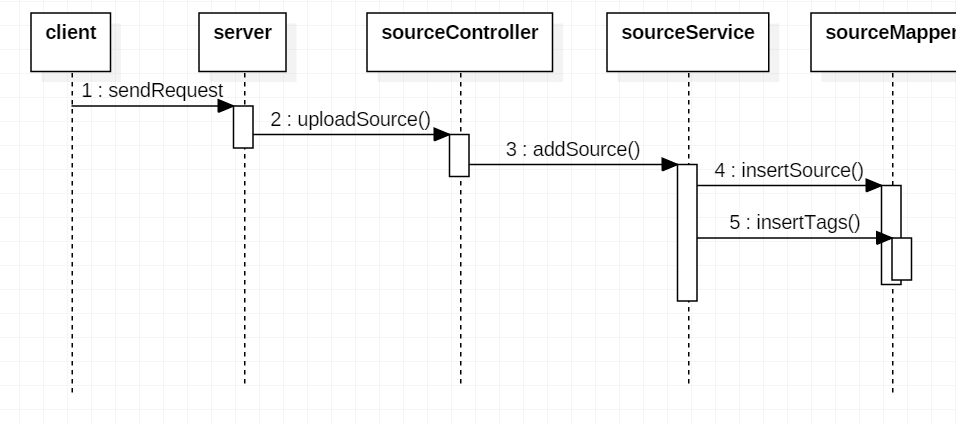 client
server
sourceController
sourceService
sourceMapper
1 : sendRequest
2 : uploadSource()
3 : addSource()
4 : insertSource()
5 : insertTags()